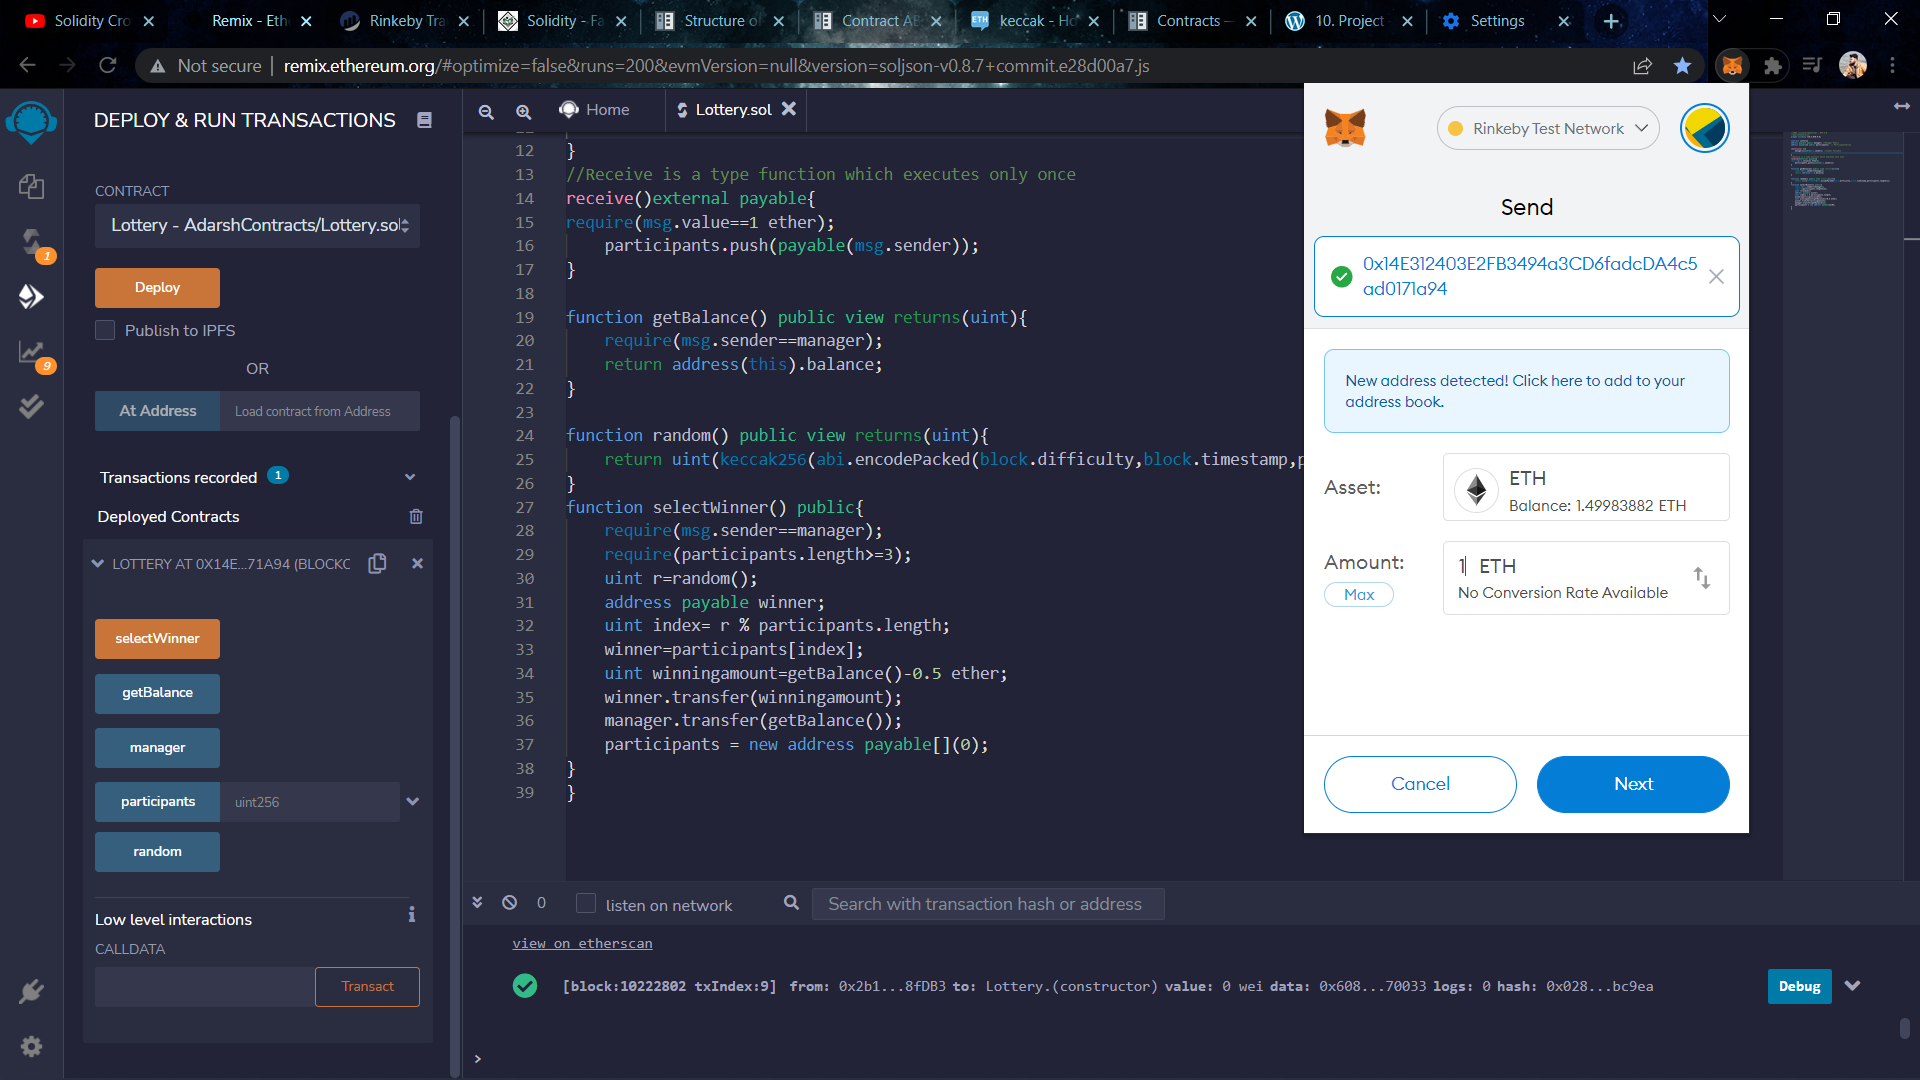 Solidity Cro
Remix - Eth
Rinkeby Tra
Solidity - Fa
Structure o
Contract AB
keccak - Ho
Contracts —
10. Project
Settings
Not secure
remix.ethereum.org/#optimize=false&runs=200&evmVersion=null&version=soljson-v0.8.7+commit.e28d00a7.js
DEPLOY & RUN TRANSACTIONS
CONTRACT
Lottery - AdarshContracts/Lottery.sol
1
Deploy
Publish to IPFS
9
OR
At Address
Load contract from Address
Transactions recorded 1
Deployed Contracts
LOTTERY AT 0X14E...71A94 (BLOCKC
selectWinner
getBalance
manager
participants
uint256
random
Low level interactions
i
CALLDATA
Transact
Home
Lottery.sol
12 }
13 //Receive is a type function which executes only once
14 receive()external payable{
15 require(msg.value==1 ether);
16 participants.push(payable(msg.sender));
17 }
18
19 function getBalance() public view returns(uint){
20 require(msg.sender==manager);
21 return address(this).balance;
22 }
23
24 function random() public view returns(uint){
25 return uint(keccak256(abi.encodePacked(block.difficulty,block.timestamp,p
26 }
27 function selectWinner() public{
28 require(msg.sender==manager);
29 require(participants.length>=3);
30 uint r=random();
31 address payable winner;
32 uint index= r % participants.length;
33 winner=participants[index];
34 uint winningamount=getBalance()-0.5 ether;
35 winner.transfer(winningamount);
36 manager.transfer(getBalance());
37 participants = new address payable[](0);
38 }
39 }
0
listen on network
Search with transaction hash or address
view on etherscan
[block:10222802 txIndex:9] from: 0x2b1...8fDB3 to: Lottery.(constructor) value: 0 wei data: 0x608...70033 logs: 0 hash: 0x028...bc9ea
Debug
>
Rinkeby Test Network
Send
0x14E312403E2FB3494a3CD6fadcDA4c5
ad0171a94
New address detected! Click here to add to your
address book.
Asset:
ETH
Balance: 1.49983882 ETH
Amount:
Max
1 ETH
No Conversion Rate Available
Cancel
Next